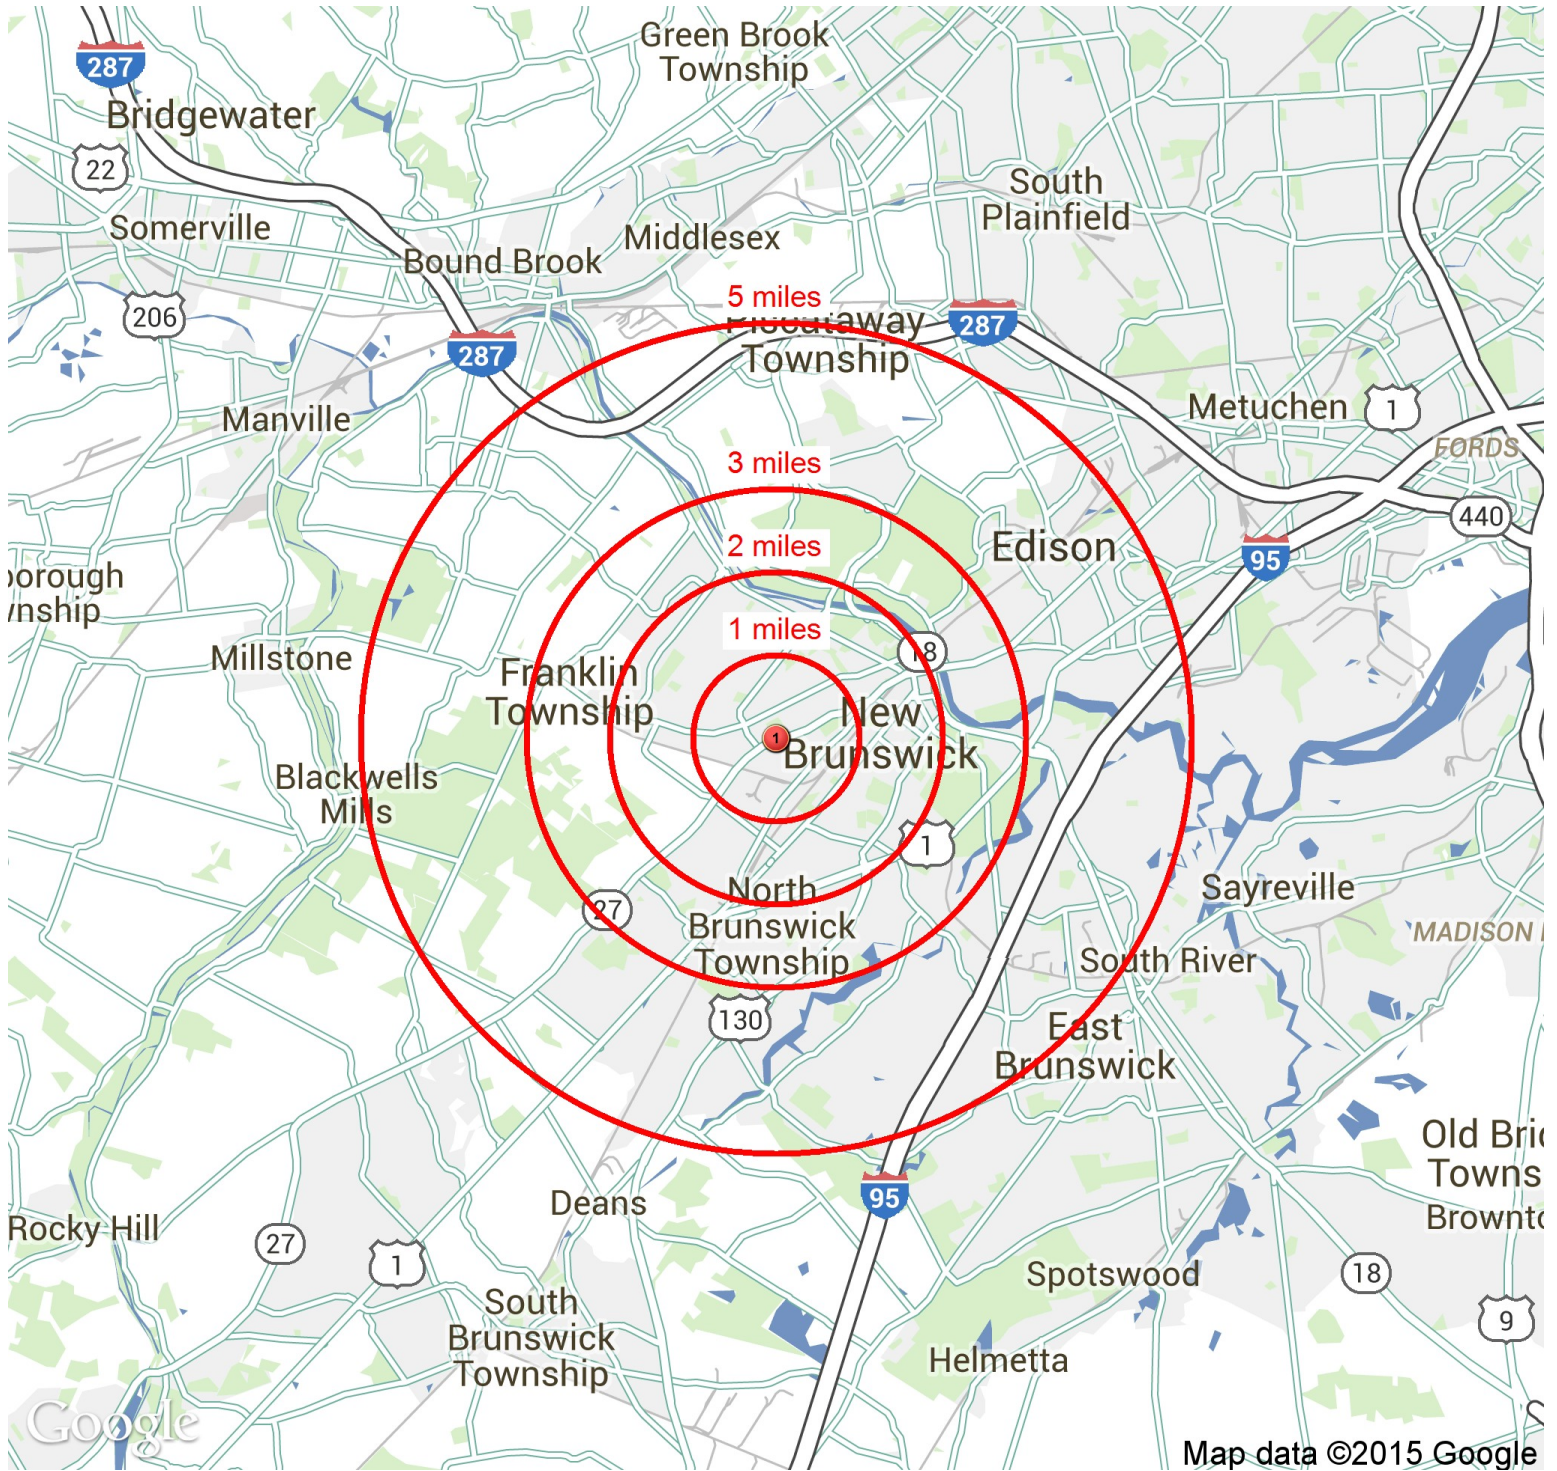 Green Brook
Township
287
Bridgewater
22
South
Plainfield
Somerville
Middlesex
Bound Brook
5 miles
206
Piscataway
Township
287
287
Metuchen
1
Manville
FORDS
3 miles
440
2 miles
Edison
95
orough
wnship
1 miles
18
Millstone
Franklin
Township
New
Brunswick
1
Blackwells
Mills
1
Sayreville
North
Brunswick
Township
27
MADISON
South River
130
East
Brunswick
Old Bri
Towns
Brownto
95
Deans
Rocky Hill
27
1
Spotswood
18
9
South
Brunswick
Township
Helmetta
Google
Map data ©2015 Google